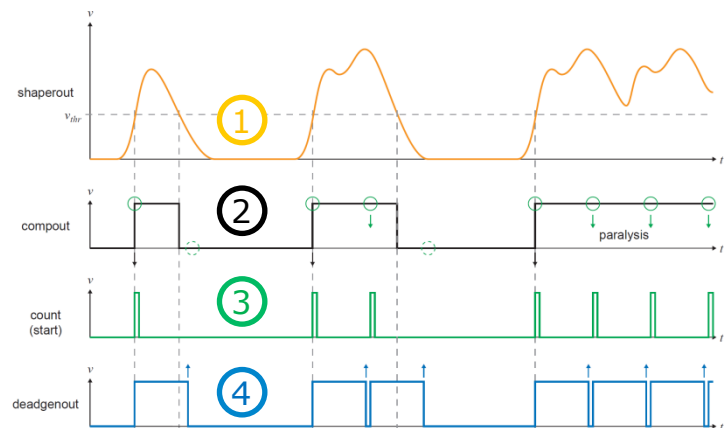 v
shaperout
v_thr
1
t
v
2
compout
paralysis
t
v
3
count
(start)
t
v
4
deadgenout
t